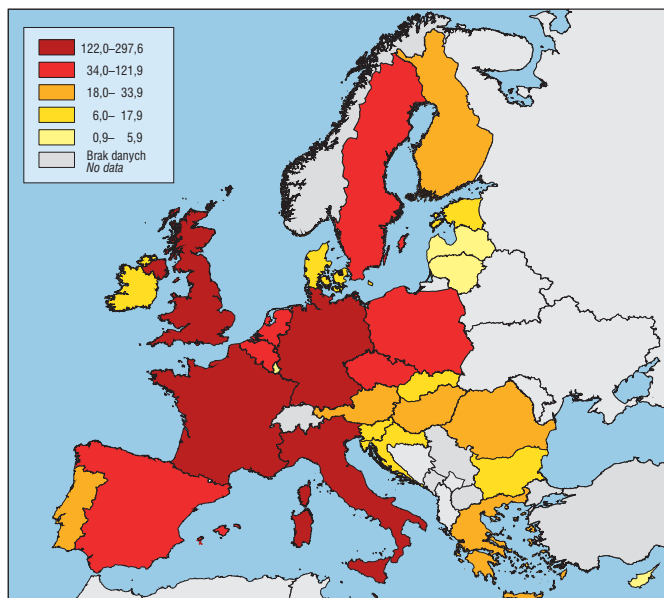 122,0–297,6
34,0–121,9
18,0– 33,9
6,0– 17,9
0,9– 5,9
Brak danych
No data